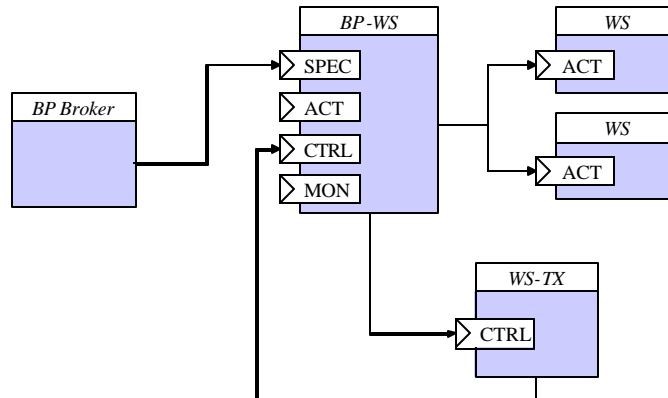 BP-WS
SPEC
ACT
CTRL
MON
BP Broker
WS
ACT
WS
ACT
WS-TX
CTRL